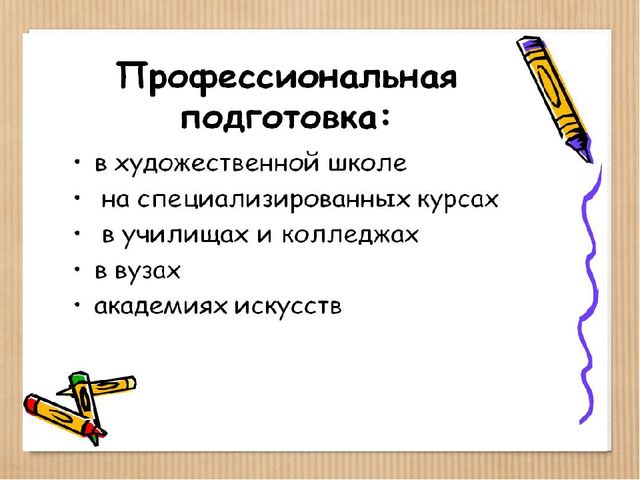 Профессиональная
подготовка:
• в художественной школе
• на специализированных курсах
• в училищах и колледжах
• в вузах
• академиях искусств